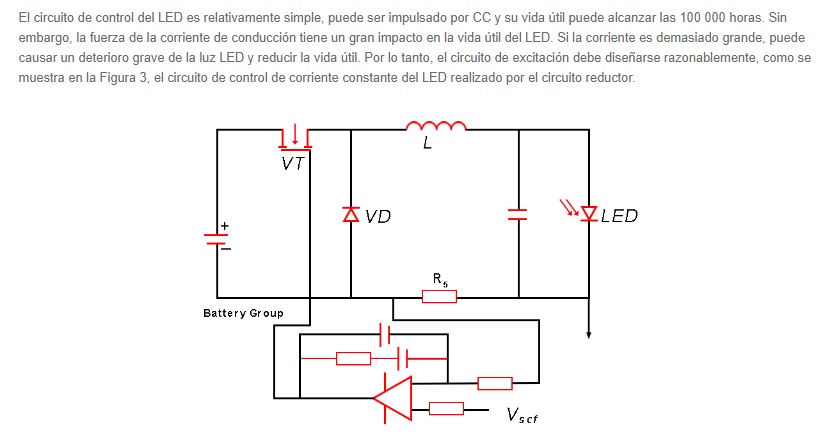 El circuito de control del LED es relativamente simple, puede ser impulsado por CC y su vida útil puede alcanzar las 100 000 horas. Sin
embargo, la fuerza de la corriente de conducción tiene un gran impacto en la vida útil del LED. Si la corriente es demasiado grande, puede
causar un deterioro grave de la luz LED y reducir la vida útil. Por lo tanto, el circuito de excitación debe diseñarse razonablemente, como se
muestra en la Figura 3, el circuito de control de corriente constante del LED realizado por el circuito reductor.
L
VT
+
VD
LED
−
R5
Battery Group
Vscf